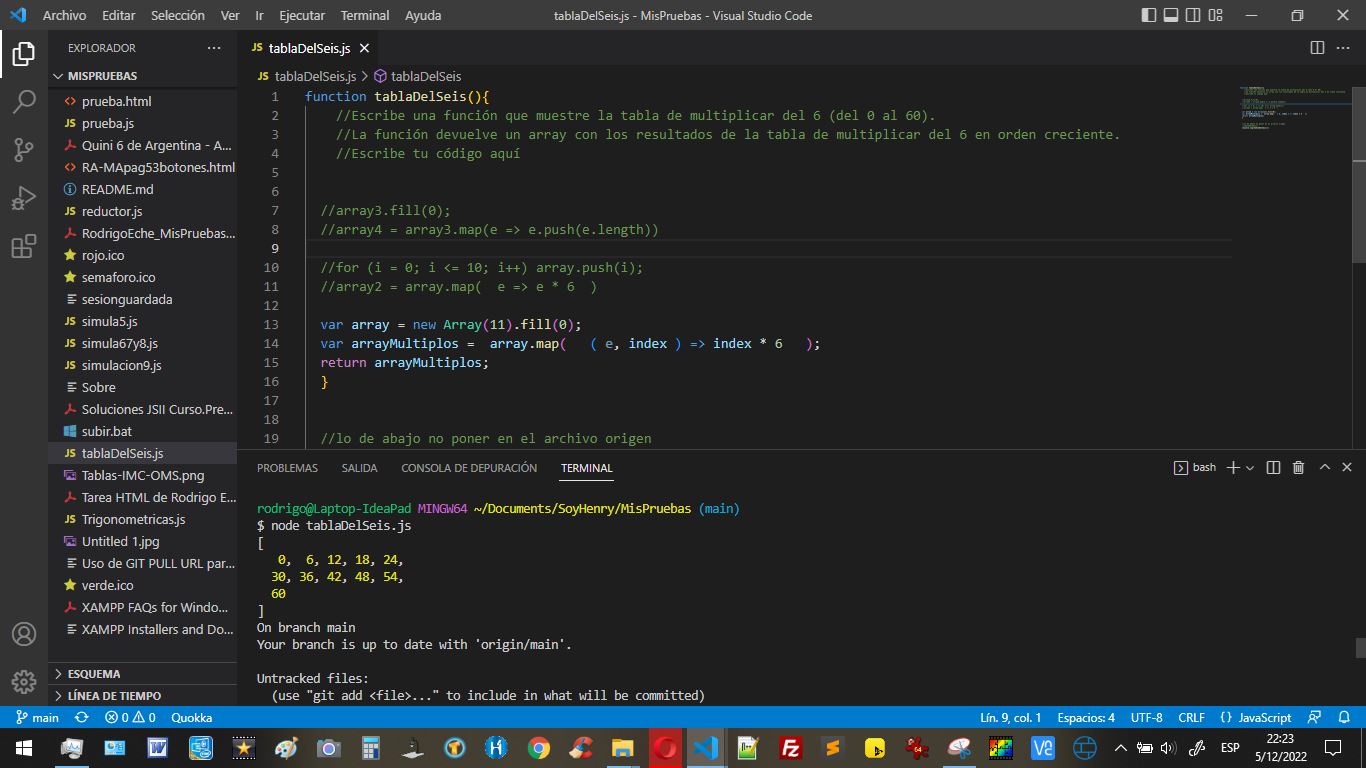 Archivo Editar Selección Ver Ir Ejecutar Terminal Ayuda
tablaDelSeis.js - MisPruebas - Visual Studio Code
EXPLORADOR
MISPRUEBAS
prueba.html
prueba.js
Quini 6 de Argentina - A...
RA-MApag53botones.html
README.md
reductor.js
RodrigoEche_MisPruebas...
rojo.ico
semaforo.ico
sesionguardada
simula5.js
simula67y8.js
simulacion9.js
Sobre
Soluciones JSII Curso.Pre...
subir.bat
tablaDelSeis.js
Tablas-IMC-OMS.png
Tarea HTML de Rodrigo E...
Trigonometricas.js
Untitled 1.jpg
Uso de GIT PULL URL par...
verde.ico
XAMPP FAQs for Windo...
XAMPP Installers and Do...
ESQUEMA
LÍNEA DE TIEMPO
JS tablaDelSeis.js
JS tablaDelSeis.js > tablaDelSeis
1 function tablaDelSeis(){
2 //Escribe una función que muestre la tabla de multiplicar del 6 (del 0 al 60).
3 //La función devuelve un array con los resultados de la tabla de multiplicar del 6 en orden creciente.
4 //Escribe tu código aquí
5
6
7 //array3.fill(0);
8 //array4 = array3.map(e => e.push(e.length))
9
10 //for (i = 0; i <= 10; i++) array.push(i);
11 //array2 = array.map( e => e * 6 )
12
13 var array = new Array(11).fill(0);
14 var arrayMultiplos = array.map( ( e, index ) => index * 6 );
15 return arrayMultiplos;
16 }
17
18
19 //lo de abajo no poner en el archivo origen
PROBLEMAS SALIDA CONSOLA DE DEPURACIÓN TERMINAL
bash
rodrigo@Laptop-IdeaPad MINGW64 ~/Documents/SoyHenry/MisPruebas (main)
$ node tablaDelSeis.js
[
0, 6, 12, 18, 24,
30, 36, 42, 48, 54,
60
]
On branch main
Your branch is up to date with 'origin/main'.
Untracked files:
(use "git add <file>..." to include in what will be committed)
main 0 0 Quokka
Lín. 9, col. 1 Espacios: 4 UTF-8 CRLF {} JavaScript
ESP
22:23
5/12/2022